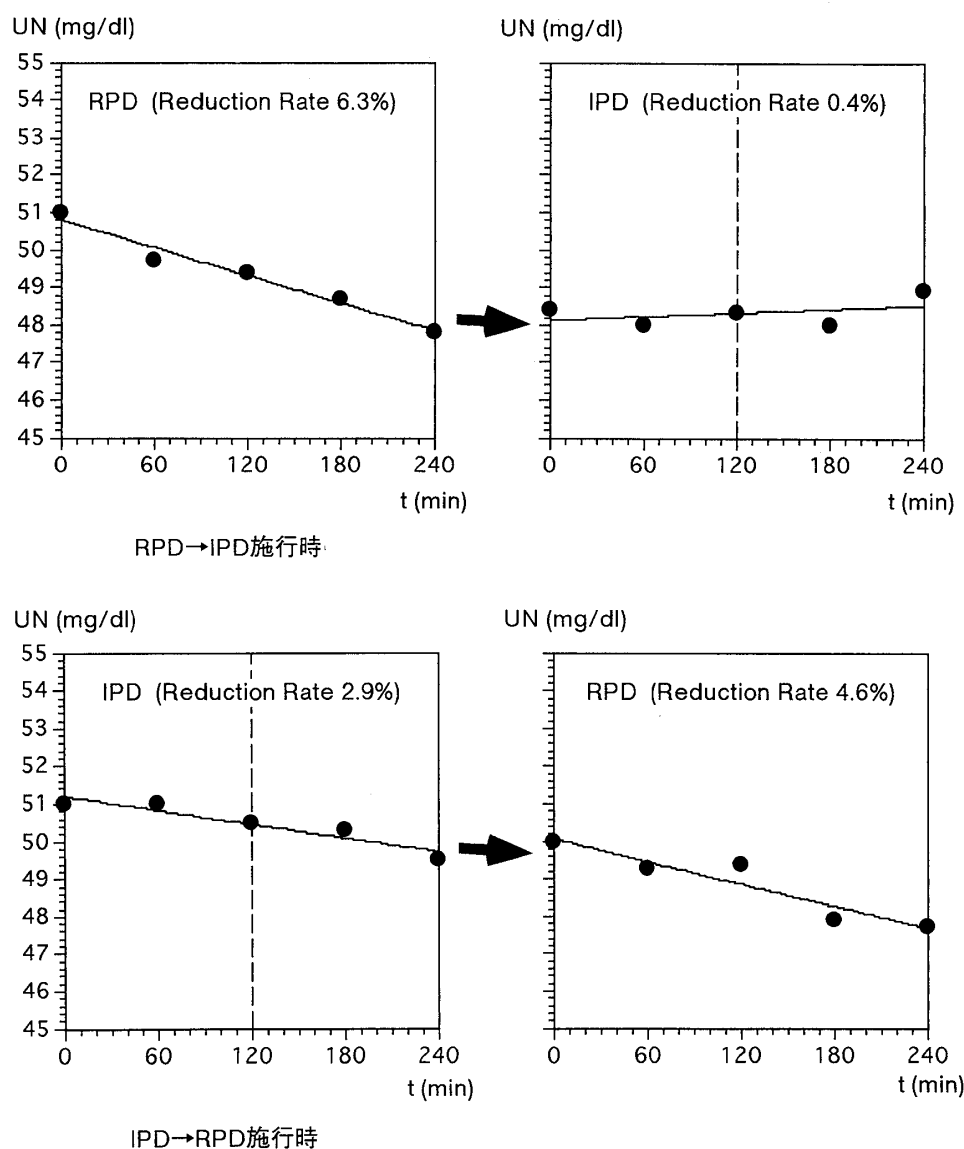 UN (mg/dl)
UN (mg/dl)
RPD (Reduction Rate 6.3%)
IPD (Reduction Rate 0.4%)
55
54
53
52
51
50
49
48
47
46
45
0 60 120 180 240
0 60 120 180 240
t (min)
t (min)
RPD→IPD施行時
UN (mg/dl)
UN (mg/dl)
IPD (Reduction Rate 2.9%)
RPD (Reduction Rate 4.6%)
55
54
53
52
51
50
49
48
47
46
45
0 60 120 180 240
0 60 120 180 240
t (min)
t (min)
IPD→RPD施行時